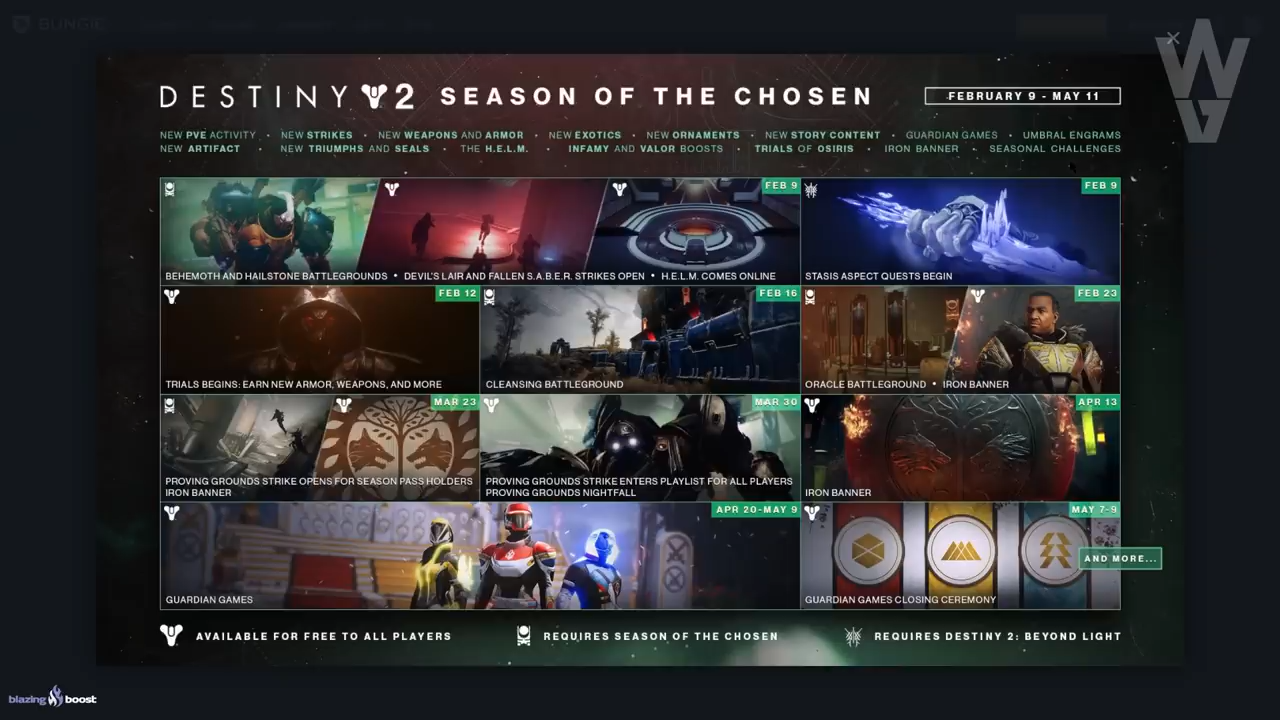 BUNGIE
W
G
DESTINY 2 SEASON OF THE CHOSEN
FEBRUARY 9 - MAY 11
NEW PVE ACTIVITY • NEW STRIKES • NEW WEAPONS AND ARMOR • NEW EXOTICS • NEW ORNAMENTS • NEW STORY CONTENT • GUARDIAN GAMES • UMBRAL ENGRAMS
NEW ARTIFACT • NEW TRIUMPHS AND SEALS • THE H.E.L.M. • INFAMY AND VALOR BOOSTS • TRIALS OF OSIRIS • IRON BANNER • SEASONAL CHALLENGES
FEB 9
BEHEMOTH AND HAILSTONE BATTLEGROUNDS • DEVIL'S LAIR AND FALLEN S.A.B.E.R. STRIKES OPEN • H.E.L.M. COMES ONLINE
FEB 9
STASIS ASPECT QUESTS BEGIN
FEB 12
TRIALS BEGINS: EARN NEW ARMOR, WEAPONS, AND MORE
FEB 16
CLEANSING BATTLEGROUND
FEB 23
ORACLE BATTLEGROUND • IRON BANNER
MAR 23
PROVING GROUNDS STRIKE OPENS FOR SEASON PASS HOLDERS
IRON BANNER
MAR 30
PROVING GROUNDS STRIKE ENTERS PLAYLIST FOR ALL PLAYERS
PROVING GROUNDS NIGHTFALL
APR 13
IRON BANNER
APR 20-MAY 9
GUARDIAN GAMES
MAY 7-9
GUARDIAN GAMES CLOSING CEREMONY
AND MORE...
AVAILABLE FOR FREE TO ALL PLAYERS
REQUIRES SEASON OF THE CHOSEN
REQUIRES DESTINY 2: BEYOND LIGHT
blazing boost